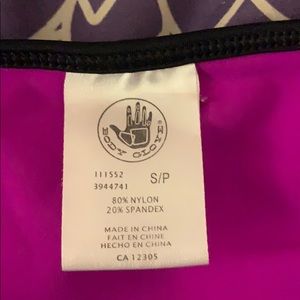 BODY GLOVE
111552
3944741 S/P
80% NYLON
20% SPANDEX
MADE IN CHINA
FAIT EN CHINE
HECHO EN CHINA
CA 12305